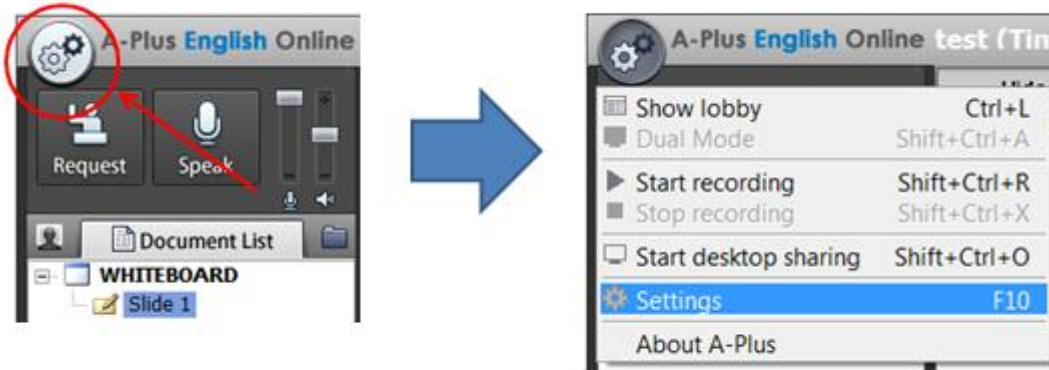 A-Plus English Online
Request
Speak
Document List
WHITEBOARD
Slide 1
A-Plus English Online test (Tim
Show lobby Ctrl+L
Dual Mode Shift+Ctrl+A
Start recording Shift+Ctrl+R
Stop recording Shift+Ctrl+X
Start desktop sharing Shift+Ctrl+O
Settings F10
About A-Plus